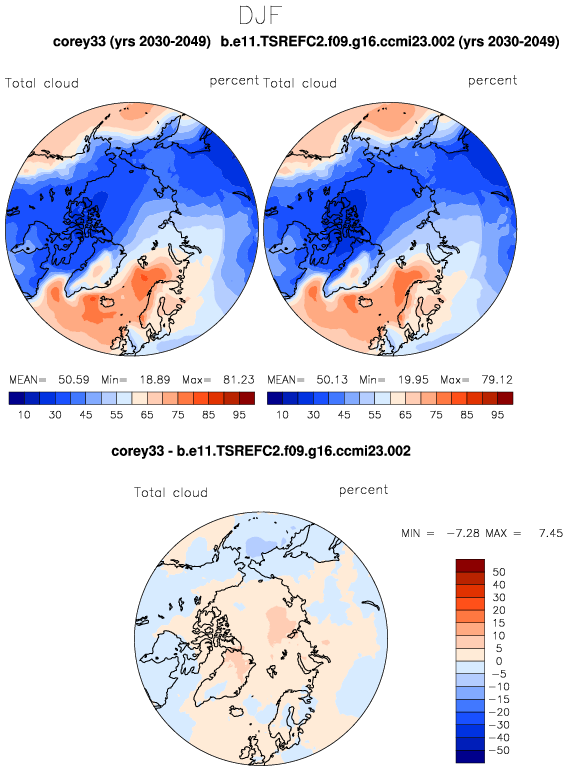 DJF
corey33 (yrs 2030-2049) b.e11.TSREFC2.f09.g16.ccmi23.002 (yrs 2030-2049)
Total cloud percent Total cloud percent
MEAN= 50.59 Min= 18.89 Max= 81.23 MEAN= 50.13 Min= 19.95 Max= 79.12
10 30 45 55 65 75 85 95 10 30 45 55 65 75 85 95
corey33 - b.e11.TSREFC2.f09.g16.ccmi23.002
Total cloud percent
MIN = -7.28 MAX = 7.45
50
40
30
20
15
10
5
0
-5
-10
-15
-20
-30
-40
-50